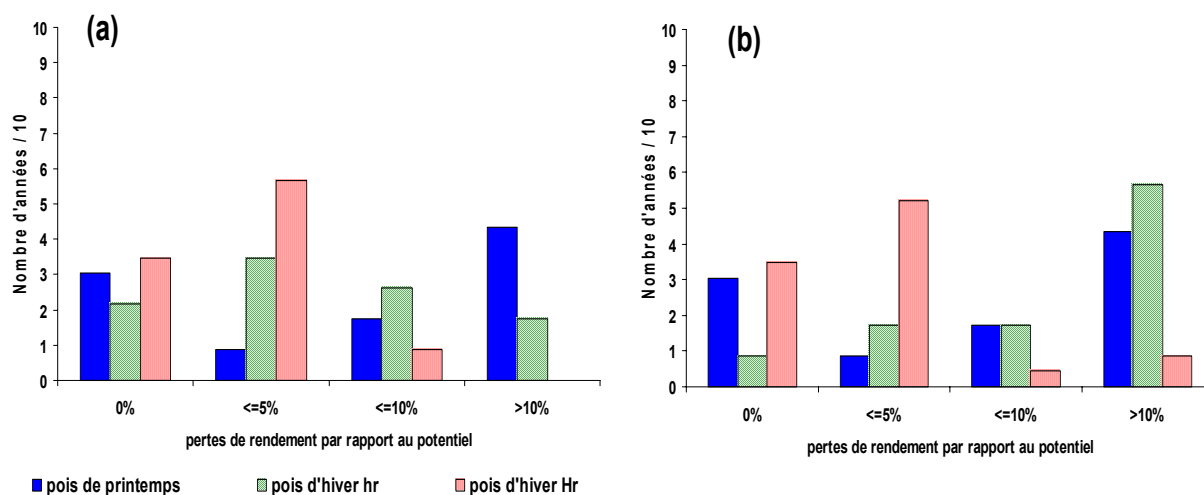 (a)
10
9
8
7
6
5
4
3
2
1
0
Nombre d'années / 10
0% <=5% <=10% >10%
pertes de rendement par rapport au potentiel
(b)
10
9
8
7
6
5
4
3
2
1
0
Nombre d'années / 10
0% <=5% <=10% >10%
pertes de rendement par rapport au potentiel
pois de printemps pois d'hiver hr pois d'hiver Hr